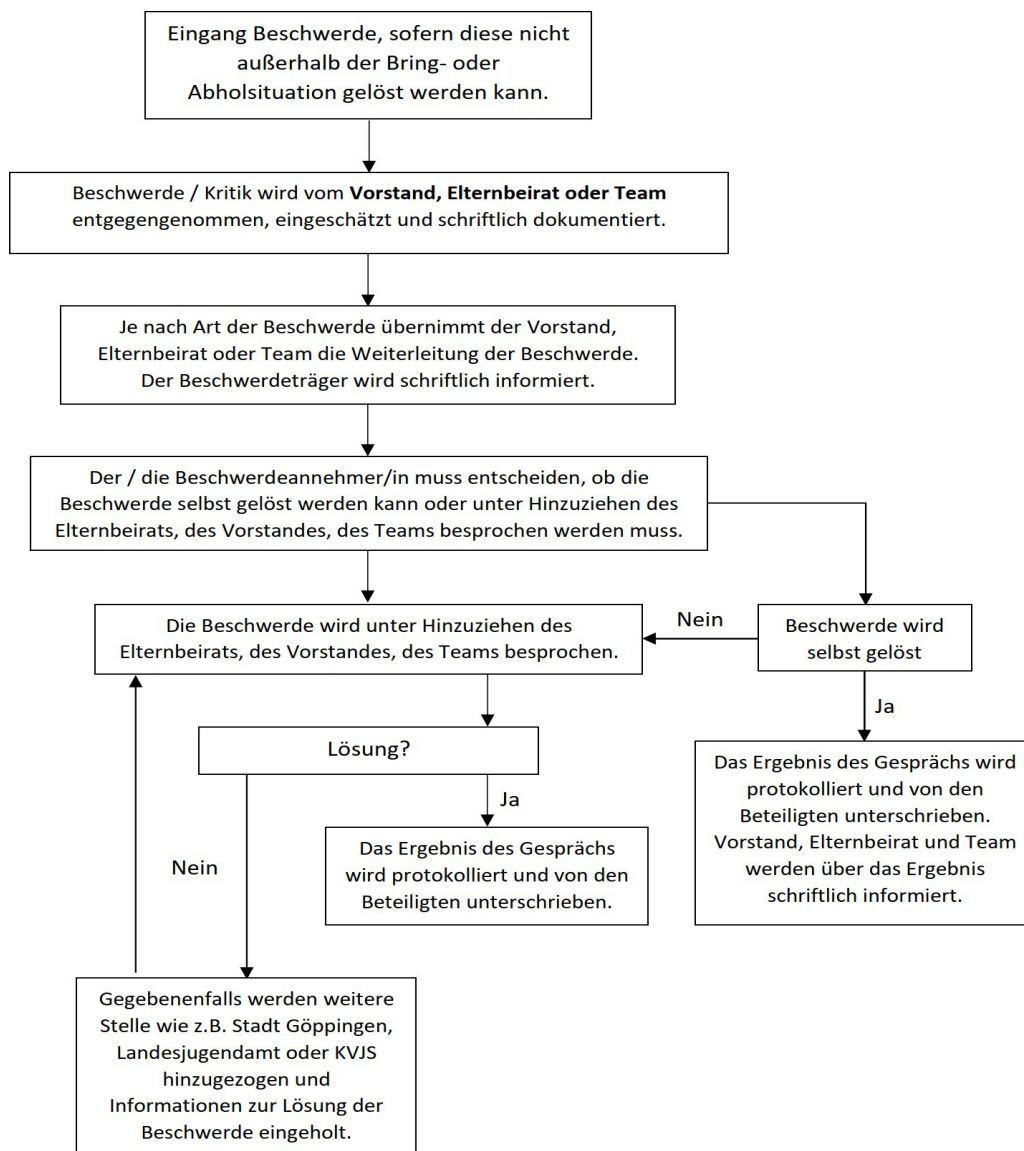 Eingang Beschwerde, sofern diese nicht
außerhalb der Bring- oder
Abholsituation gelöst werden kann.
Beschwerde / Kritik wird vom Vorstand, Elternbeirat oder Team
entgegengenommen, eingeschätzt und schriftlich dokumentiert.
Je nach Art der Beschwerde übernimmt der Vorstand,
Elternbeirat oder Team die Weiterleitung der Beschwerde.
Der Beschwerdeträger wird schriftlich informiert.
Der / die Beschwerdeannehmer/in muss entscheiden, ob die
Beschwerde selbst gelöst werden kann oder unter Hinzuziehen des
Elternbeirats, des Vorstandes, des Teams besprochen werden muss.
Die Beschwerde wird unter Hinzuziehen des
Elternbeirats, des Vorstandes, des Teams besprochen.
Nein
Beschwerde wird
selbst gelöst
Ja
Das Ergebnis des Gesprächs wird
protokolliert und von den
Beteiligten unterschrieben.
Vorstand, Elternbeirat und Team
werden über das Ergebnis
schriftlich informiert.
Lösung?
Ja
Das Ergebnis des Gesprächs
wird protokolliert und von den
Beteiligten unterschrieben.
Nein
Gegebenenfalls werden weitere
Stelle wie z.B. Stadt Göppingen,
Landesjugendamt oder KVJS
hinzugezogen und
Informationen zur Lösung der
Beschwerde eingeholt.